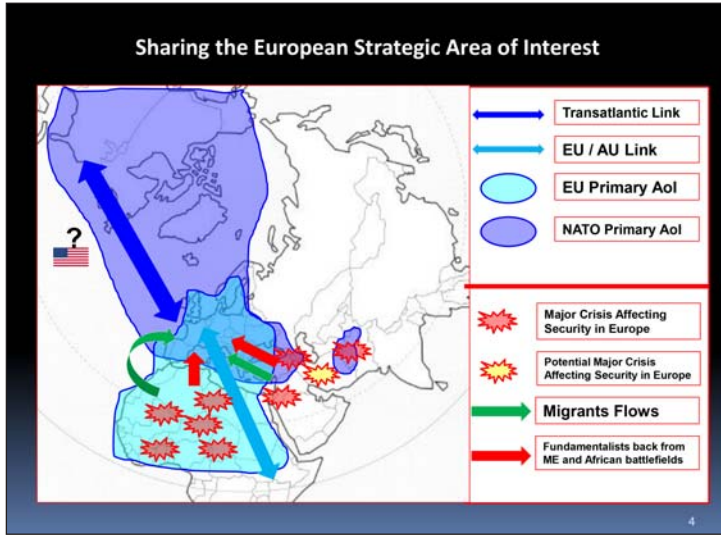 Sharing the European Strategic Area of Interest
?
Transatlantic Link
EU / AU Link
EU Primary AoI
NATO Primary AoI
Major Crisis Affecting
Security in Europe
Potential Major Crisis
Affecting Security in Europe
Migrants Flows
Fundamentalists back from
ME and African battlefields
4